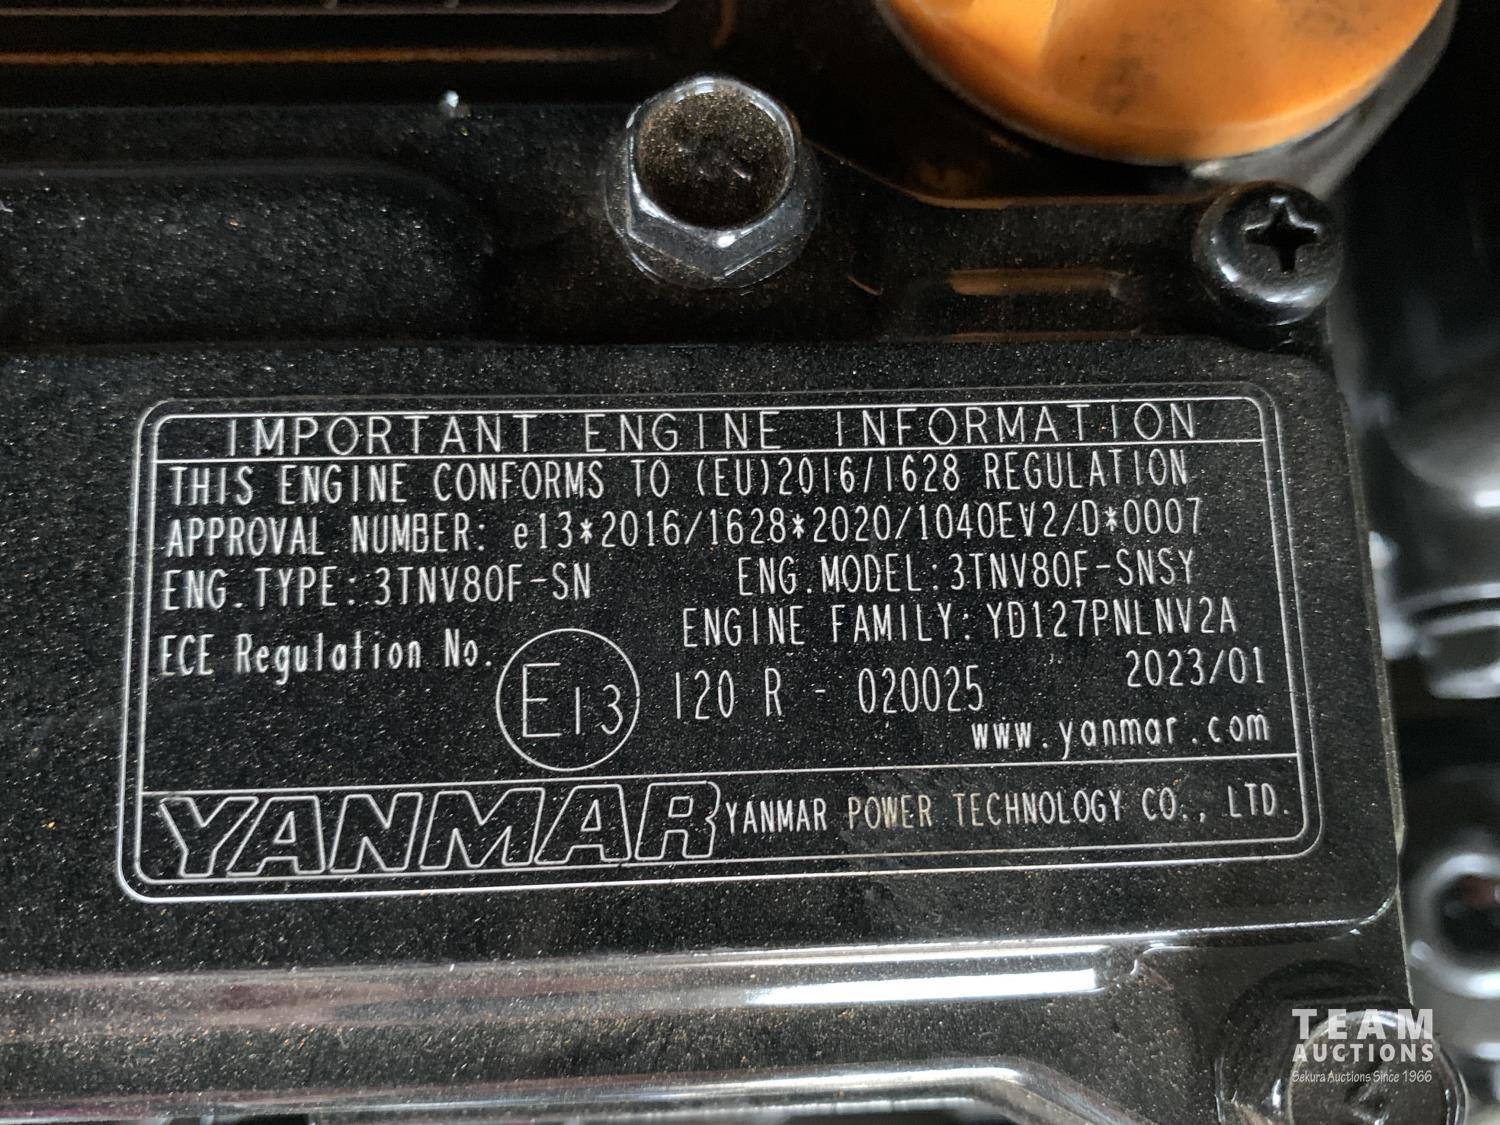 IMPORTANT ENGINE INFORMATION
THIS ENGINE CONFORMS TO (EU)2016/1628 REGULATION
APPROVAL NUMBER: e13*2016/1628*2020/1040EV2/D*0007
ENG.TYPE:3TNV80F-SN ENG.MODEL:3TNV80F-SNSY
ENGINE FAMILY:YD127PNLNV2A
ECE Regulation No. E13 120 R - 020025 2023/01
www.yanmar.com
YANMAR YANMAR POWER TECHNOLOGY CO., LTD.
TEAM
AUCTIONS
Sekura Auctions Since 1966